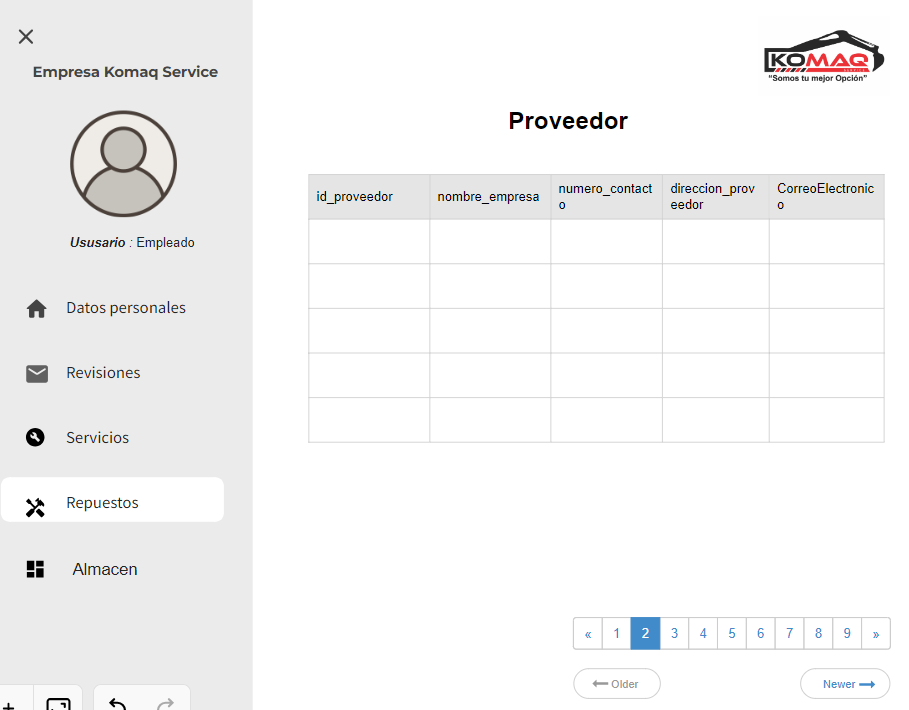 Empresa Komaq Service
Ususario : Empleado
Datos personales
Revisiones
Servicios
Repuestos
Almacen
KOMAQ
SERVICE
"Somos tu mejor Opción"
Proveedor
id_proveedor nombre_empresa numero_contacto direccion_proveedor CorreoElectronico
« 1 2 3 4 5 6 7 8 9 »
Older
Newer